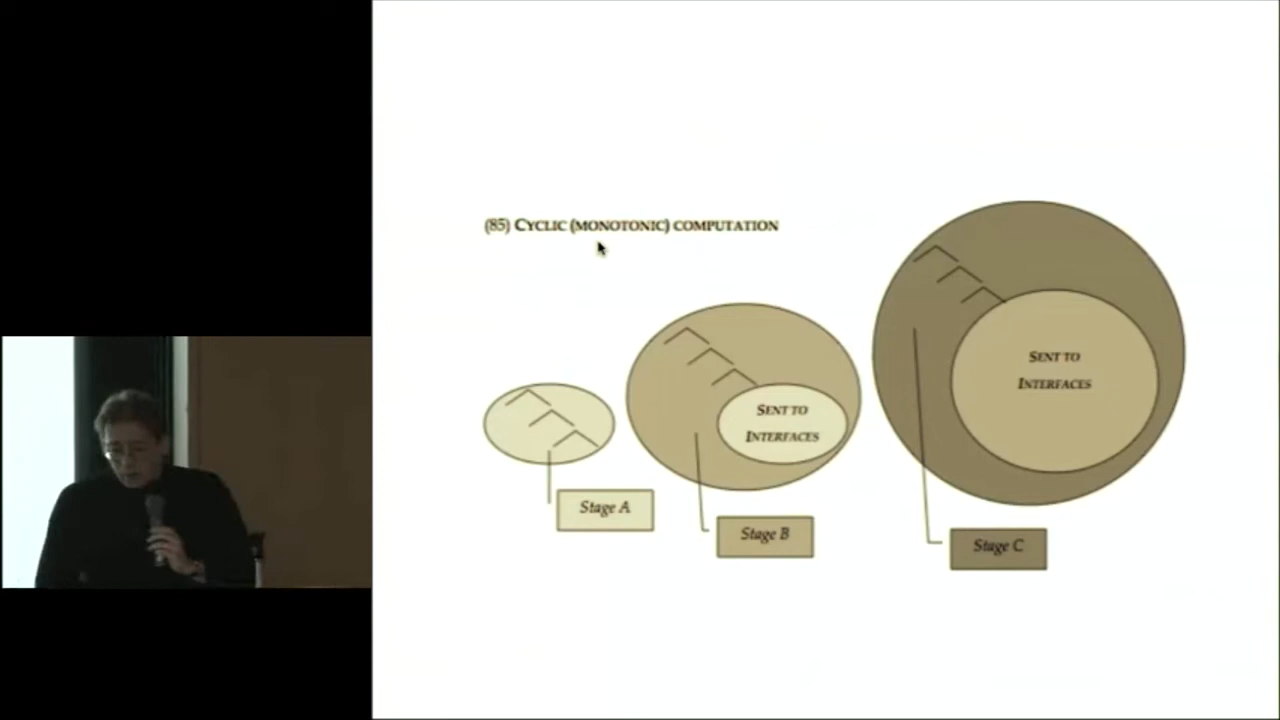 (85) CYCLIC (MONOTONIC) COMPUTATION
SENT TO
INTERFACES
SENT TO
INTERFACES
Stage A
Stage B
Stage C